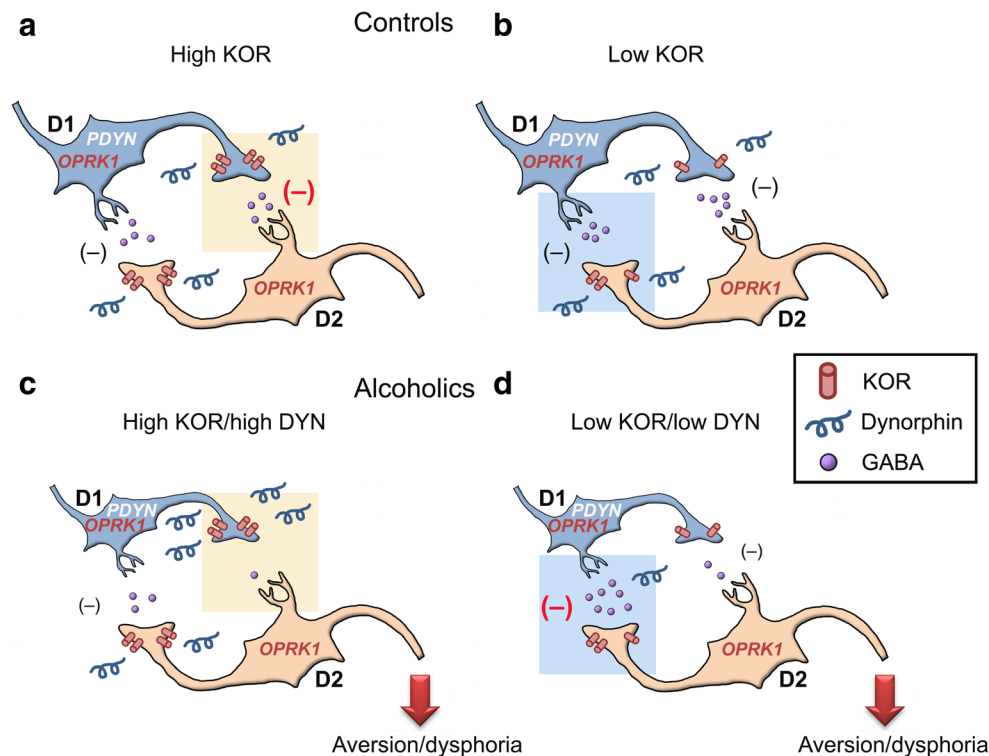 Controls
a
High KOR
D1
PDYN
OPRK1
(–)
(–)
OPRK1
D2
b
Low KOR
D1
PDYN
OPRK1
(–)
(–)
OPRK1
D2
Alcoholics
c
High KOR/high DYN
D1
PDYN
OPRK1
(–)
OPRK1
D2
Aversion/dysphoria
d
Low KOR/low DYN
D1
PDYN
OPRK1
(–)
(–)
OPRK1
D2
Aversion/dysphoria
KOR
Dynorphin
GABA